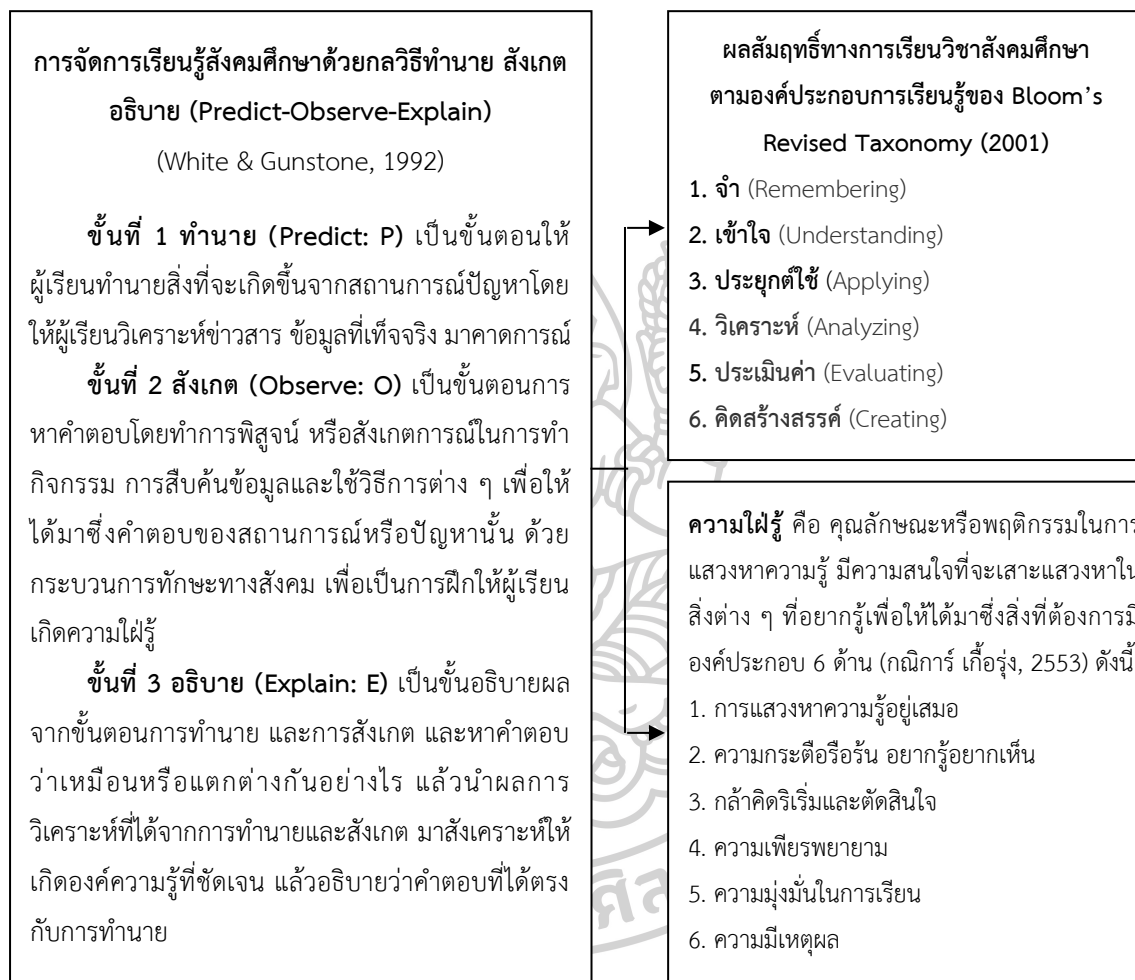 การจัดการเรียนรู้สังคมศึกษาด้วยกลวิธีทำนาย สังเกต
อธิบาย (Predict-Observe-Explain)
(White & Gunstone, 1992)
ขั้นที่ 1 ทำนาย (Predict: P) เป็นขั้นตอนให้
ผู้เรียนทำนายสิ่งที่จะเกิดขึ้นจากสถานการณ์ปัญหาโดย
ให้ผู้เรียนวิเคราะห์ข่าวสาร ข้อมูลที่เท็จจริง มาคาดการณ์
ขั้นที่ 2 สังเกต (Observe: O) เป็นขั้นตอนการ
หาคำตอบโดยทำการพิสูจน์ หรือสังเกตการณ์ในการทำ
กิจกรรม การสืบค้นข้อมูลและใช้วิธีการต่าง ๆ เพื่อให้
ได้มาซึ่งคำตอบของสถานการณ์หรือปัญหานั้น ด้วย
กระบวนการทักษะทางสังคม เพื่อเป็นการฝึกให้ผู้เรียน
เกิดความใฝ่รู้
ขั้นที่ 3 อธิบาย (Explain: E) เป็นขั้นอธิบายผล
จากขั้นตอนการทำนาย และการสังเกต และหาคำตอบ
ว่าเหมือนหรือแตกต่างกันอย่างไร แล้วนำผลการ
วิเคราะห์ที่ได้จากการทำนายและสังเกต มาสังเคราะห์ให้
เกิดองค์ความรู้ที่ชัดเจน แล้วอธิบายว่าคำตอบที่ได้ตรง
กับการทำนาย
ผลสัมฤทธิ์ทางการเรียนวิชาสังคมศึกษา
ตามองค์ประกอบการเรียนรู้ของ Bloom's
Revised Taxonomy (2001)
1. จำ (Remembering)
2. เข้าใจ (Understanding)
3. ประยุกต์ใช้ (Applying)
4. วิเคราะห์ (Analyzing)
5. ประเมินค่า (Evaluating)
6. คิดสร้างสรรค์ (Creating)
ความใฝ่รู้ คือ คุณลักษณะหรือพฤติกรรมในการ
แสวงหาความรู้ มีความสนใจที่จะเสาะแสวงหาใน
สิ่งต่าง ๆ ที่อยากรู้เพื่อให้ได้มาซึ่งสิ่งที่ต้องการมี
องค์ประกอบ 6 ด้าน (กณิการ์ เกื้อรุ่ง, 2553) ดังนี้
1. การแสวงหาความรู้อยู่เสมอ
2. ความกระตือรือร้น อยากรู้อยากเห็น
3. กล้าคิดริเริ่มและตัดสินใจ
4. ความเพียรพยายาม
5. ความมุ่งมั่นในการเรียน
6. ความมีเหตุผล